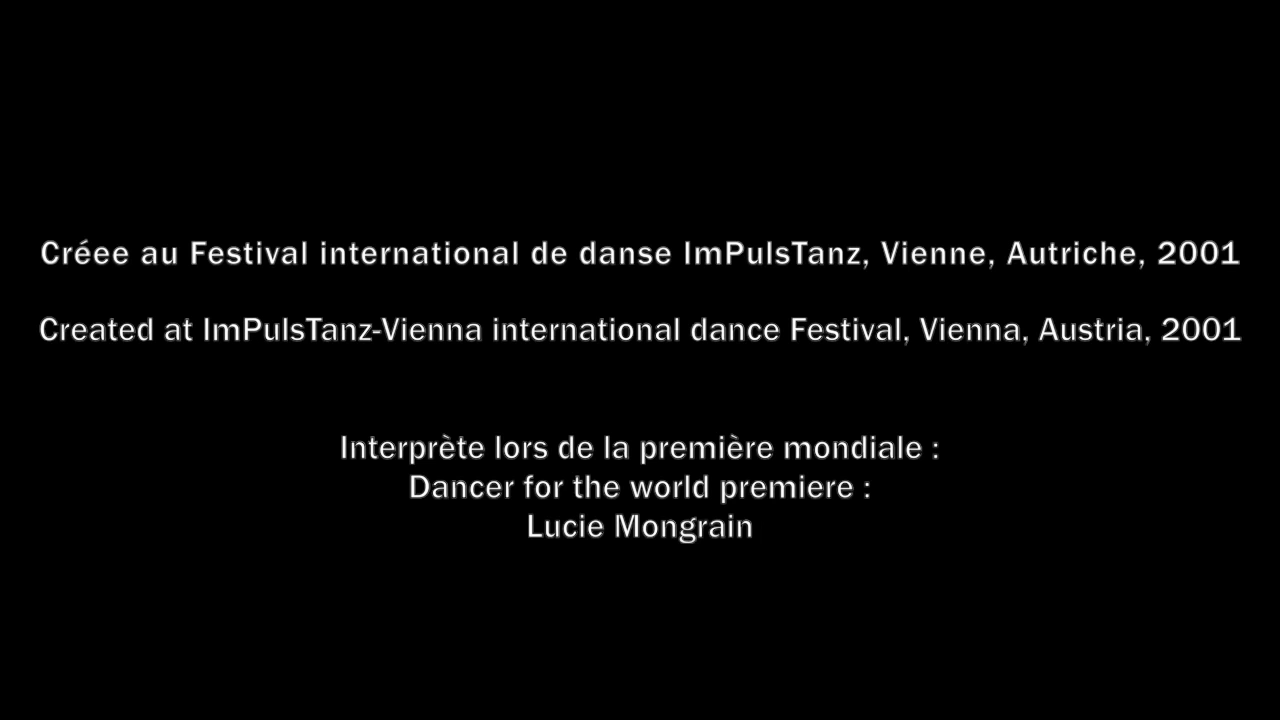 Créee au Festival international de danse ImPulsTanz, Vienne, Autriche, 2001
Created at ImPulsTanz-Vienna international dance Festival, Vienna, Austria, 2001
Interprète lors de la première mondiale :
Dancer for the world premiere :
Lucie Mongrain